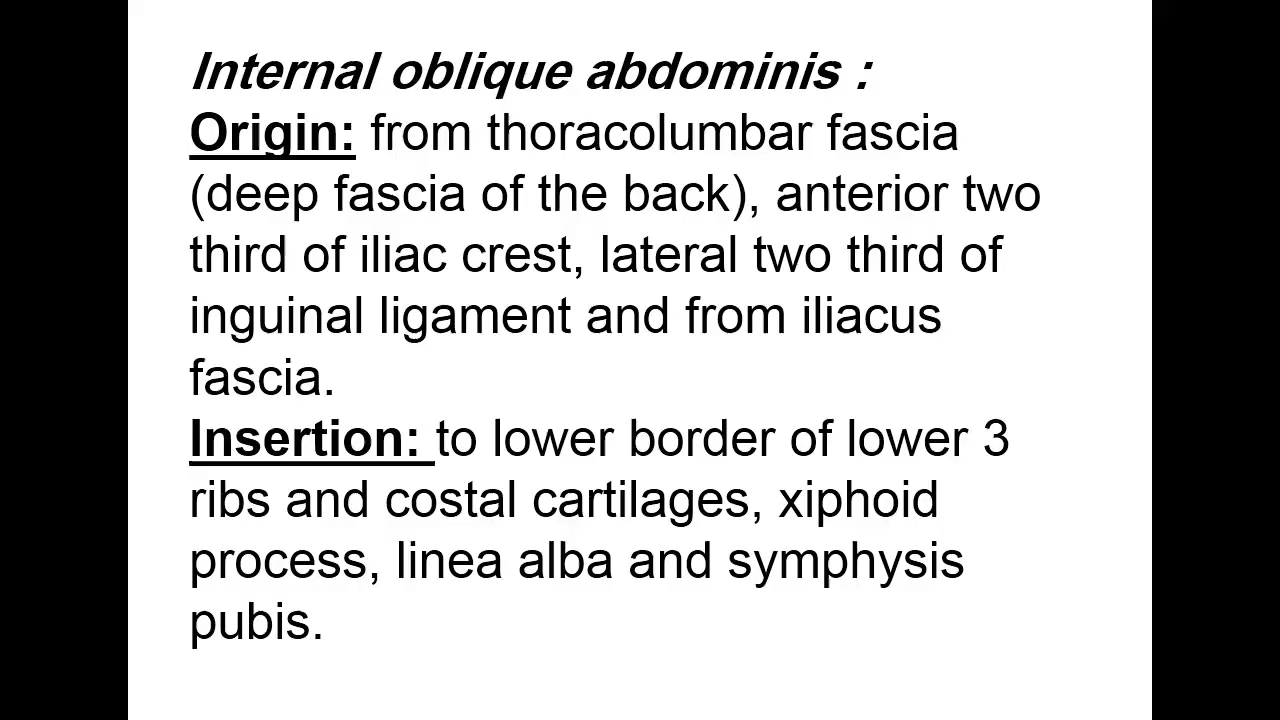 Internal oblique abdominis :
Origin: from thoracolumbar fascia
(deep fascia of the back), anterior two
third of iliac crest, lateral two third of
inguinal ligament and from iliacus
fascia.
Insertion: to lower border of lower 3
ribs and costal cartilages, xiphoid
process, linea alba and symphysis
pubis.